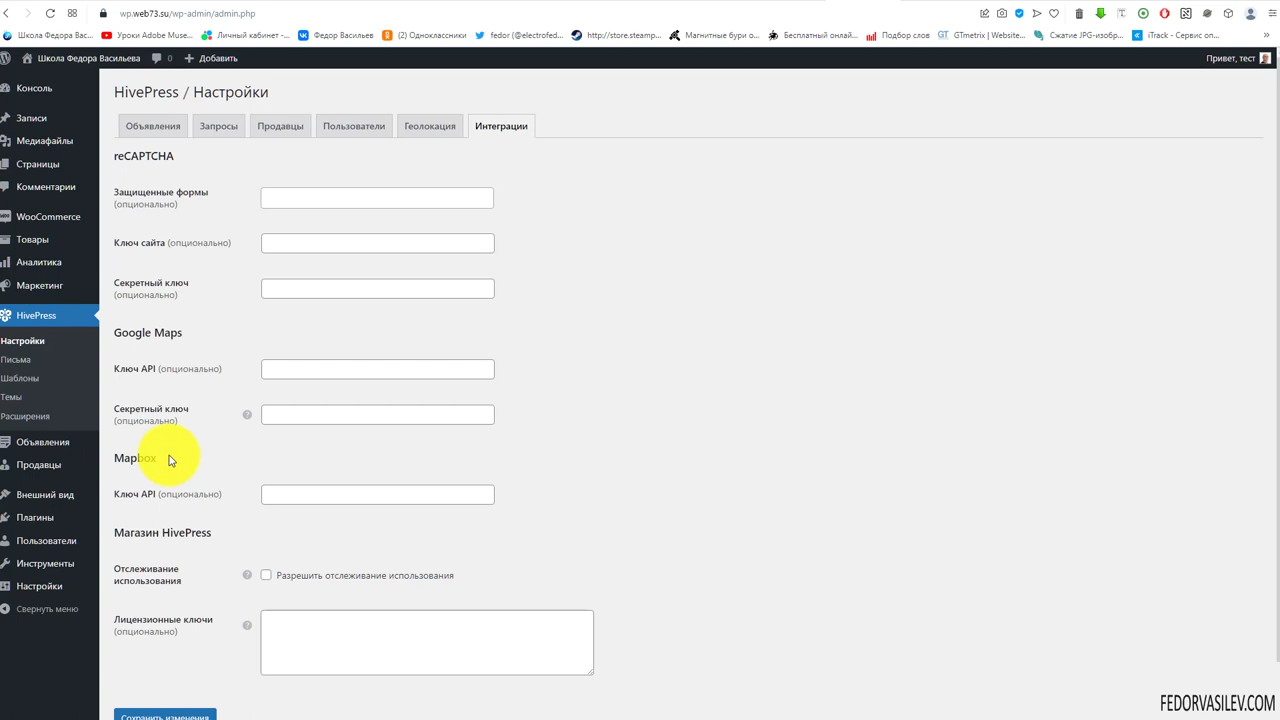 wp.web73.su/wp-admin/admin.php
Школа Федора Вас...
Уроки Adobe Muse...
Личный кабинет -...
Федор Васильев
(2) Одноклассники
fedor (@electrofed...
http://store.steamp...
Магнитные бури о...
Бесплатный онлай...
Подбор слов
GTmetrix | Website...
Сжатие JPG-изобр...
iTrack - Сервис оп...
Школа Федора Васильева
0
Добавить
Привет, тест
Консоль
Записи
Медиафайлы
Страницы
Комментарии
WooCommerce
Товары
Аналитика
Маркетинг
HivePress
Настройки
Письма
Шаблоны
Темы
Расширения
Объявления
Продавцы
Внешний вид
Плагины
Пользователи
Инструменты
Настройки
Свернуть меню
HivePress / Настройки
Объявления
Запросы
Продавцы
Пользователи
Геолокация
Интеграции
reCAPTCHA
Защищенные формы
(опционально)
Ключ сайта (опционально)
Секретный ключ
(опционально)
Google Maps
Ключ API (опционально)
Секретный ключ
(опционально)
Mapbox
Ключ API (опционально)
Магазин HivePress
Отслеживание
использования
Разрешить отслеживание использования
Лицензионные ключи
(опционально)
Сохранить изменения
FEDORVASILEV.COM